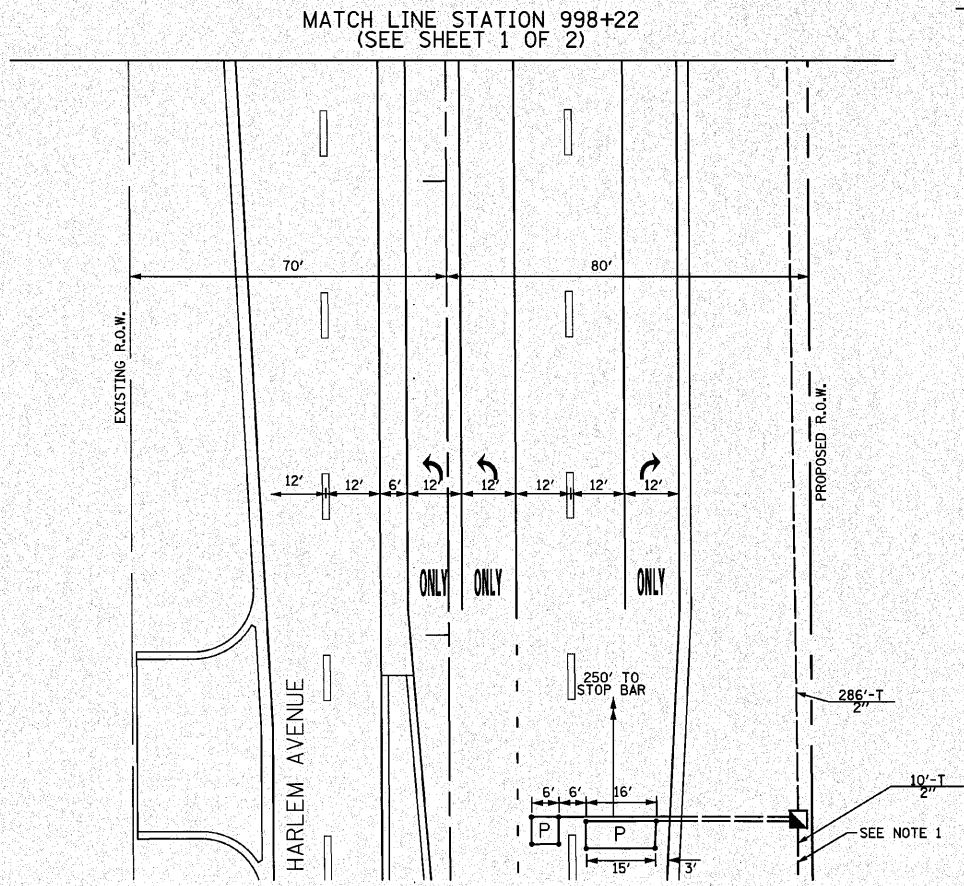 MATCH LINE STATION 998+22
(SEE SHEET 1 OF 2)
70'
80'
EXISTING R.O.W.
PROPOSED R.O.W.
12'
12'
6'
12'
12'
12'
12'
12'
ONLY
ONLY
ONLY
HARLEM AVENUE
250' TO
STOP BAR
286'-T
2"
6'
6'
16'
10'-T
2"
P
P
SEE NOTE 1
15'
3'